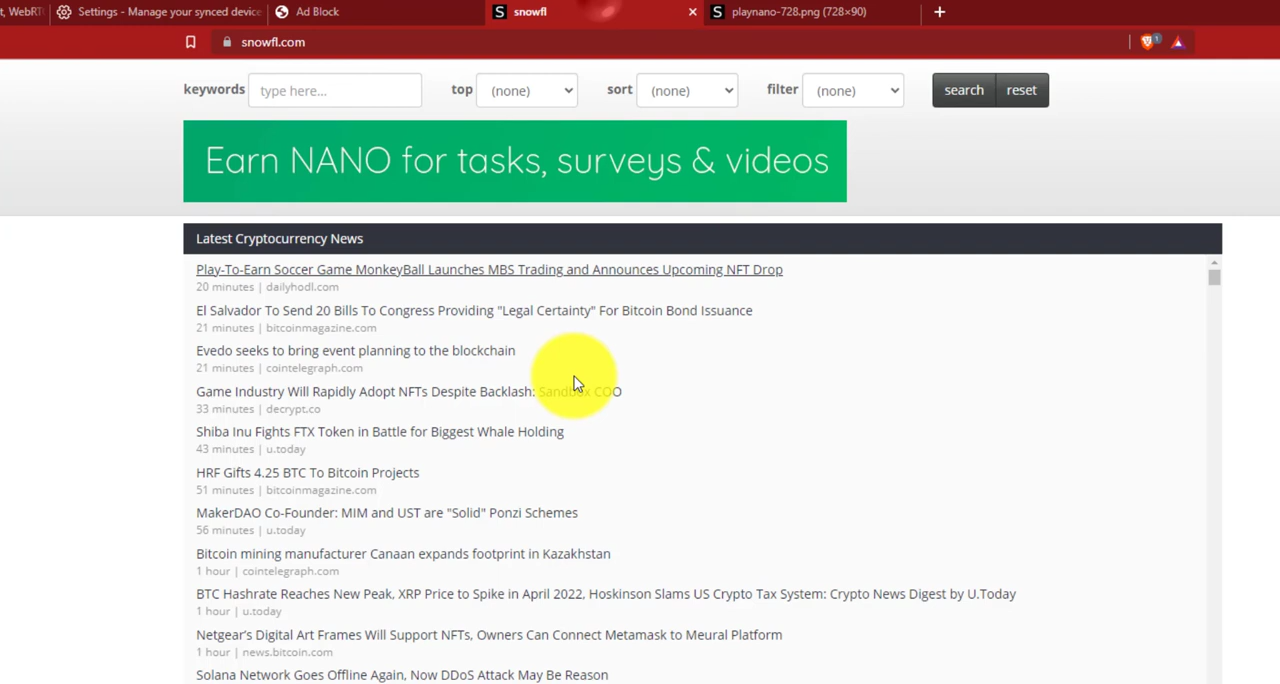 t, WebRT
Settings - Manage your synced device
Ad Block
S snowfl
S playnano-728.png (728×90)
snowfl.com
1
keywords type here... top (none) sort (none) filter (none) search reset
Earn NANO for tasks, surveys & videos
Latest Cryptocurrency News
Play-To-Earn Soccer Game MonkeyBall Launches MBS Trading and Announces Upcoming NFT Drop
20 minutes | dailyhodl.com
El Salvador To Send 20 Bills To Congress Providing "Legal Certainty" For Bitcoin Bond Issuance
21 minutes | bitcoinmagazine.com
Evedo seeks to bring event planning to the blockchain
21 minutes | cointelegraph.com
Game Industry Will Rapidly Adopt NFTs Despite Backlash: Sandbox COO
33 minutes | decrypt.co
Shiba Inu Fights FTX Token in Battle for Biggest Whale Holding
43 minutes | u.today
HRF Gifts 4.25 BTC To Bitcoin Projects
51 minutes | bitcoinmagazine.com
MakerDAO Co-Founder: MIM and UST are "Solid" Ponzi Schemes
56 minutes | u.today
Bitcoin mining manufacturer Canaan expands footprint in Kazakhstan
1 hour | cointelegraph.com
BTC Hashrate Reaches New Peak, XRP Price to Spike in April 2022, Hoskinson Slams US Crypto Tax System: Crypto News Digest by U.Today
1 hour | u.today
Netgear's Digital Art Frames Will Support NFTs, Owners Can Connect Metamask to Meural Platform
1 hour | news.bitcoin.com
Solana Network Goes Offline Again, Now DDoS Attack May Be Reason